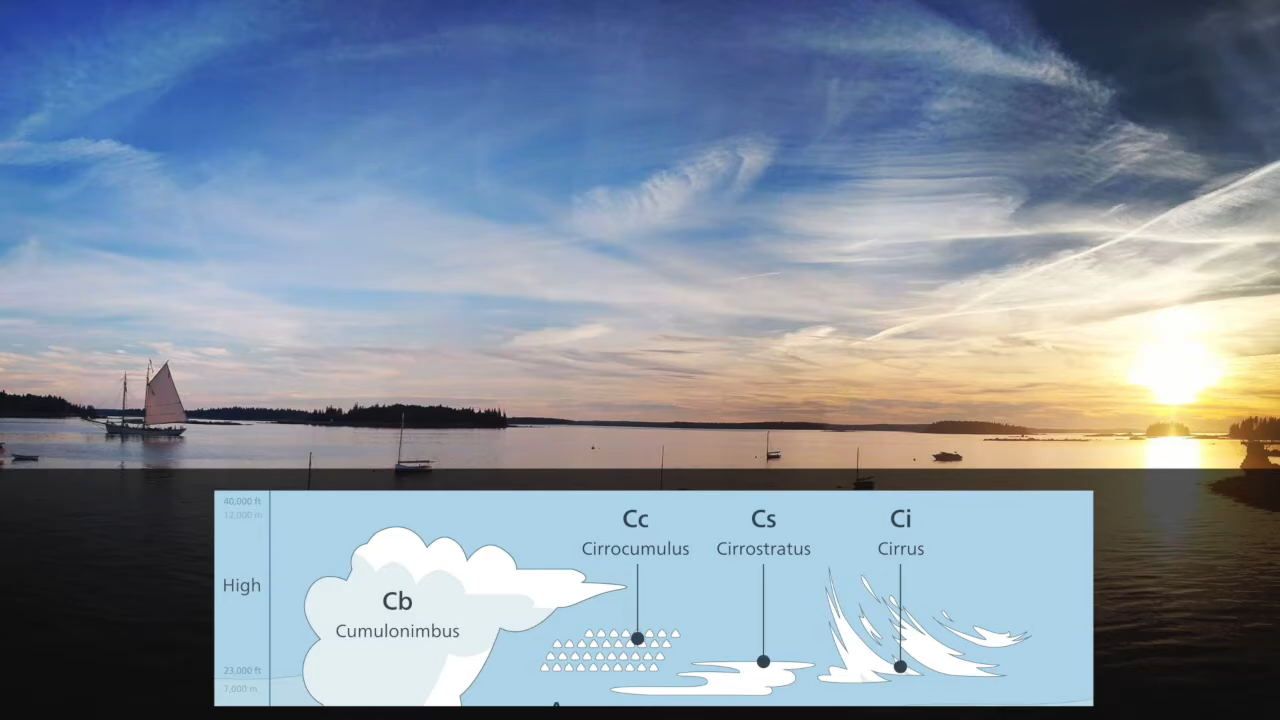 40,000 ft
12,000 m
High
23,000 ft
7,000 m
Cb
Cumulonimbus
Cc
Cirrocumulus
Cs
Cirrostratus
Ci
Cirrus